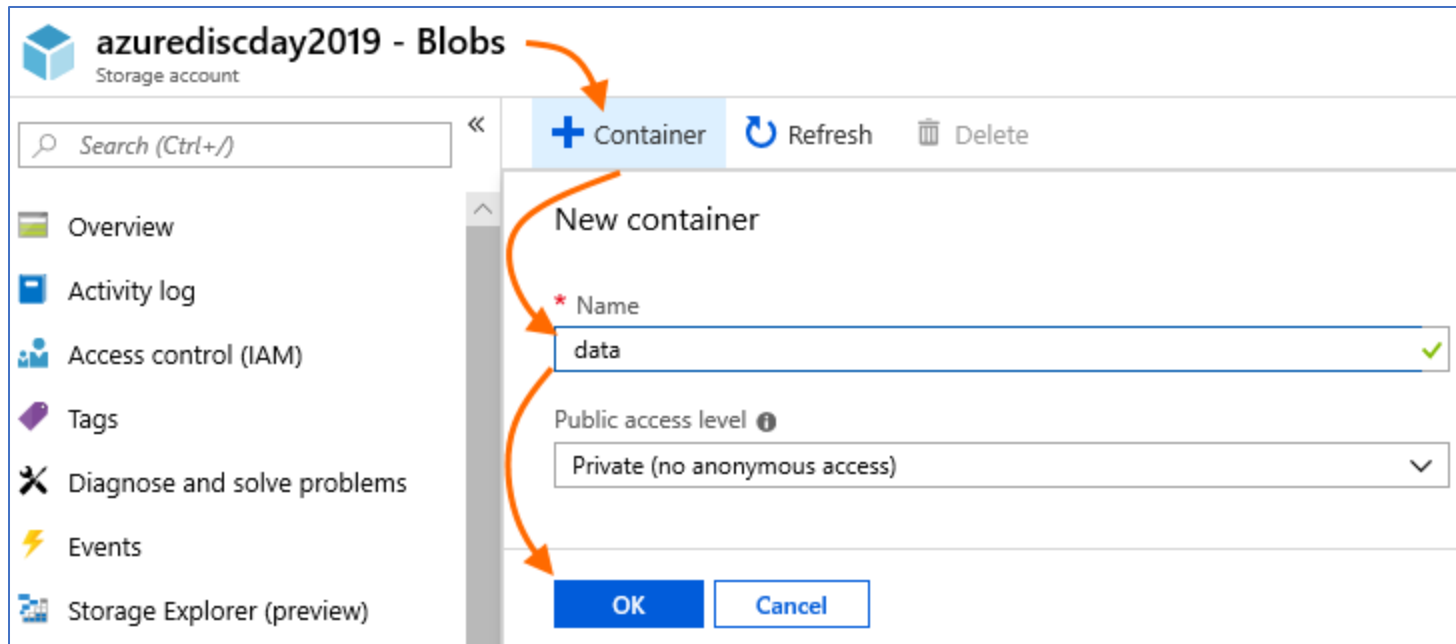 azurediscday2019 - Blobs
Storage account
Search (Ctrl+/)
«
Overview
Activity log
Access control (IAM)
Tags
Diagnose and solve problems
Events
Storage Explorer (preview)
+ Container Refresh Delete
New container
* Name
data
Public access level
Private (no anonymous access)
OK Cancel